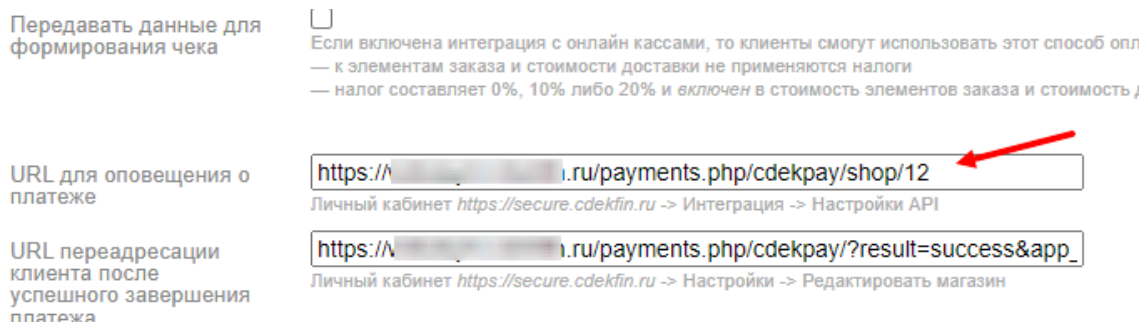 Передавать данные для
формирования чека
Если включена интеграция с онлайн кассами, то клиенты смогут использовать этот способ опл
— к элементам заказа и стоимости доставки не применяются налоги
— налог составляет 0%, 10% либо 20% и включен в стоимость элементов заказа и стоимость
URL для оповещения о
платеже
https:// .ru/payments.php/cdekpay/shop/12
Личный кабинет https://secure.cdekfin.ru -> Интеграция -> Настройки API
URL переадресации
клиента после
успешного завершения
платежа
https:// .ru/payments.php/cdekpay/?result=success&app_
Личный кабинет https://secure.cdekfin.ru -> Настройки -> Редактировать магазин